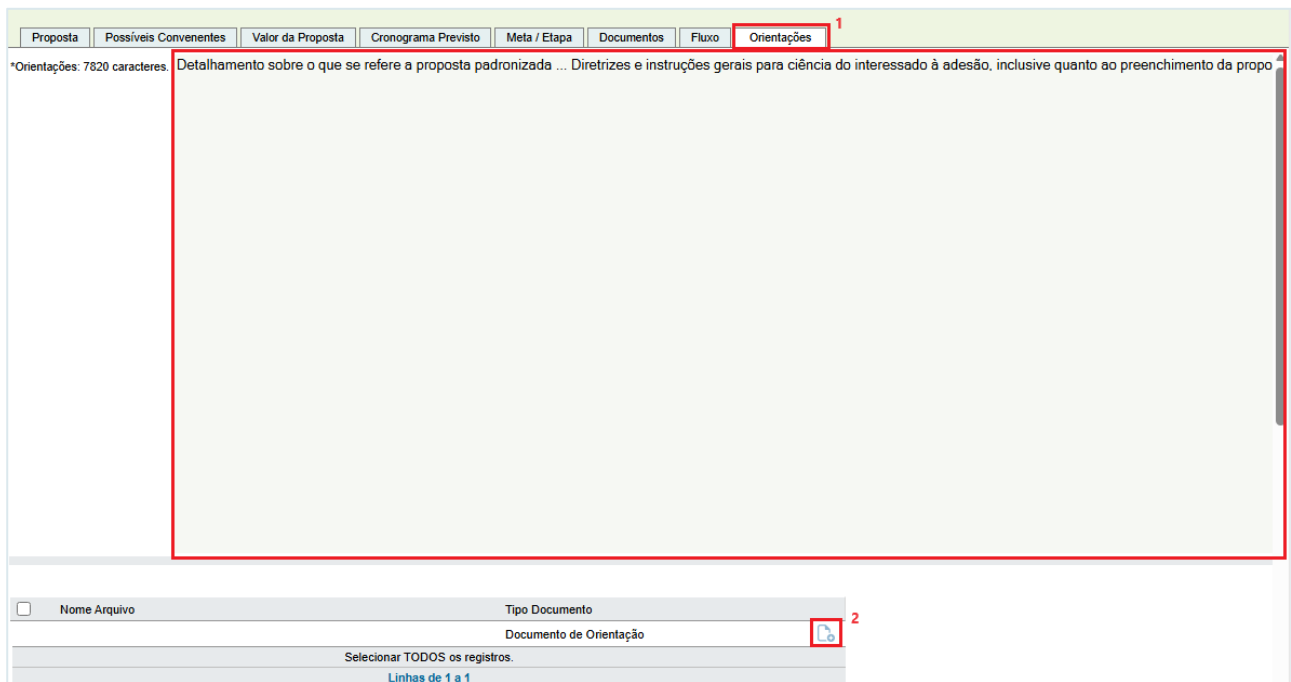 1
Proposta Possíveis Convenentes Valor da Proposta Cronograma Previsto Meta / Etapa Documentos Fluxo Orientações
*Orientações: 7820 caracteres. Detalhamento sobre o que se refere a proposta padronizada ... Diretrizes e instruções gerais para ciência do interessado à adesão, inclusive quanto ao preenchimento da propo
Nome Arquivo Tipo Documento
2
Documento de Orientação
Selecionar TODOS os registros.
Linhas de 1 a 1